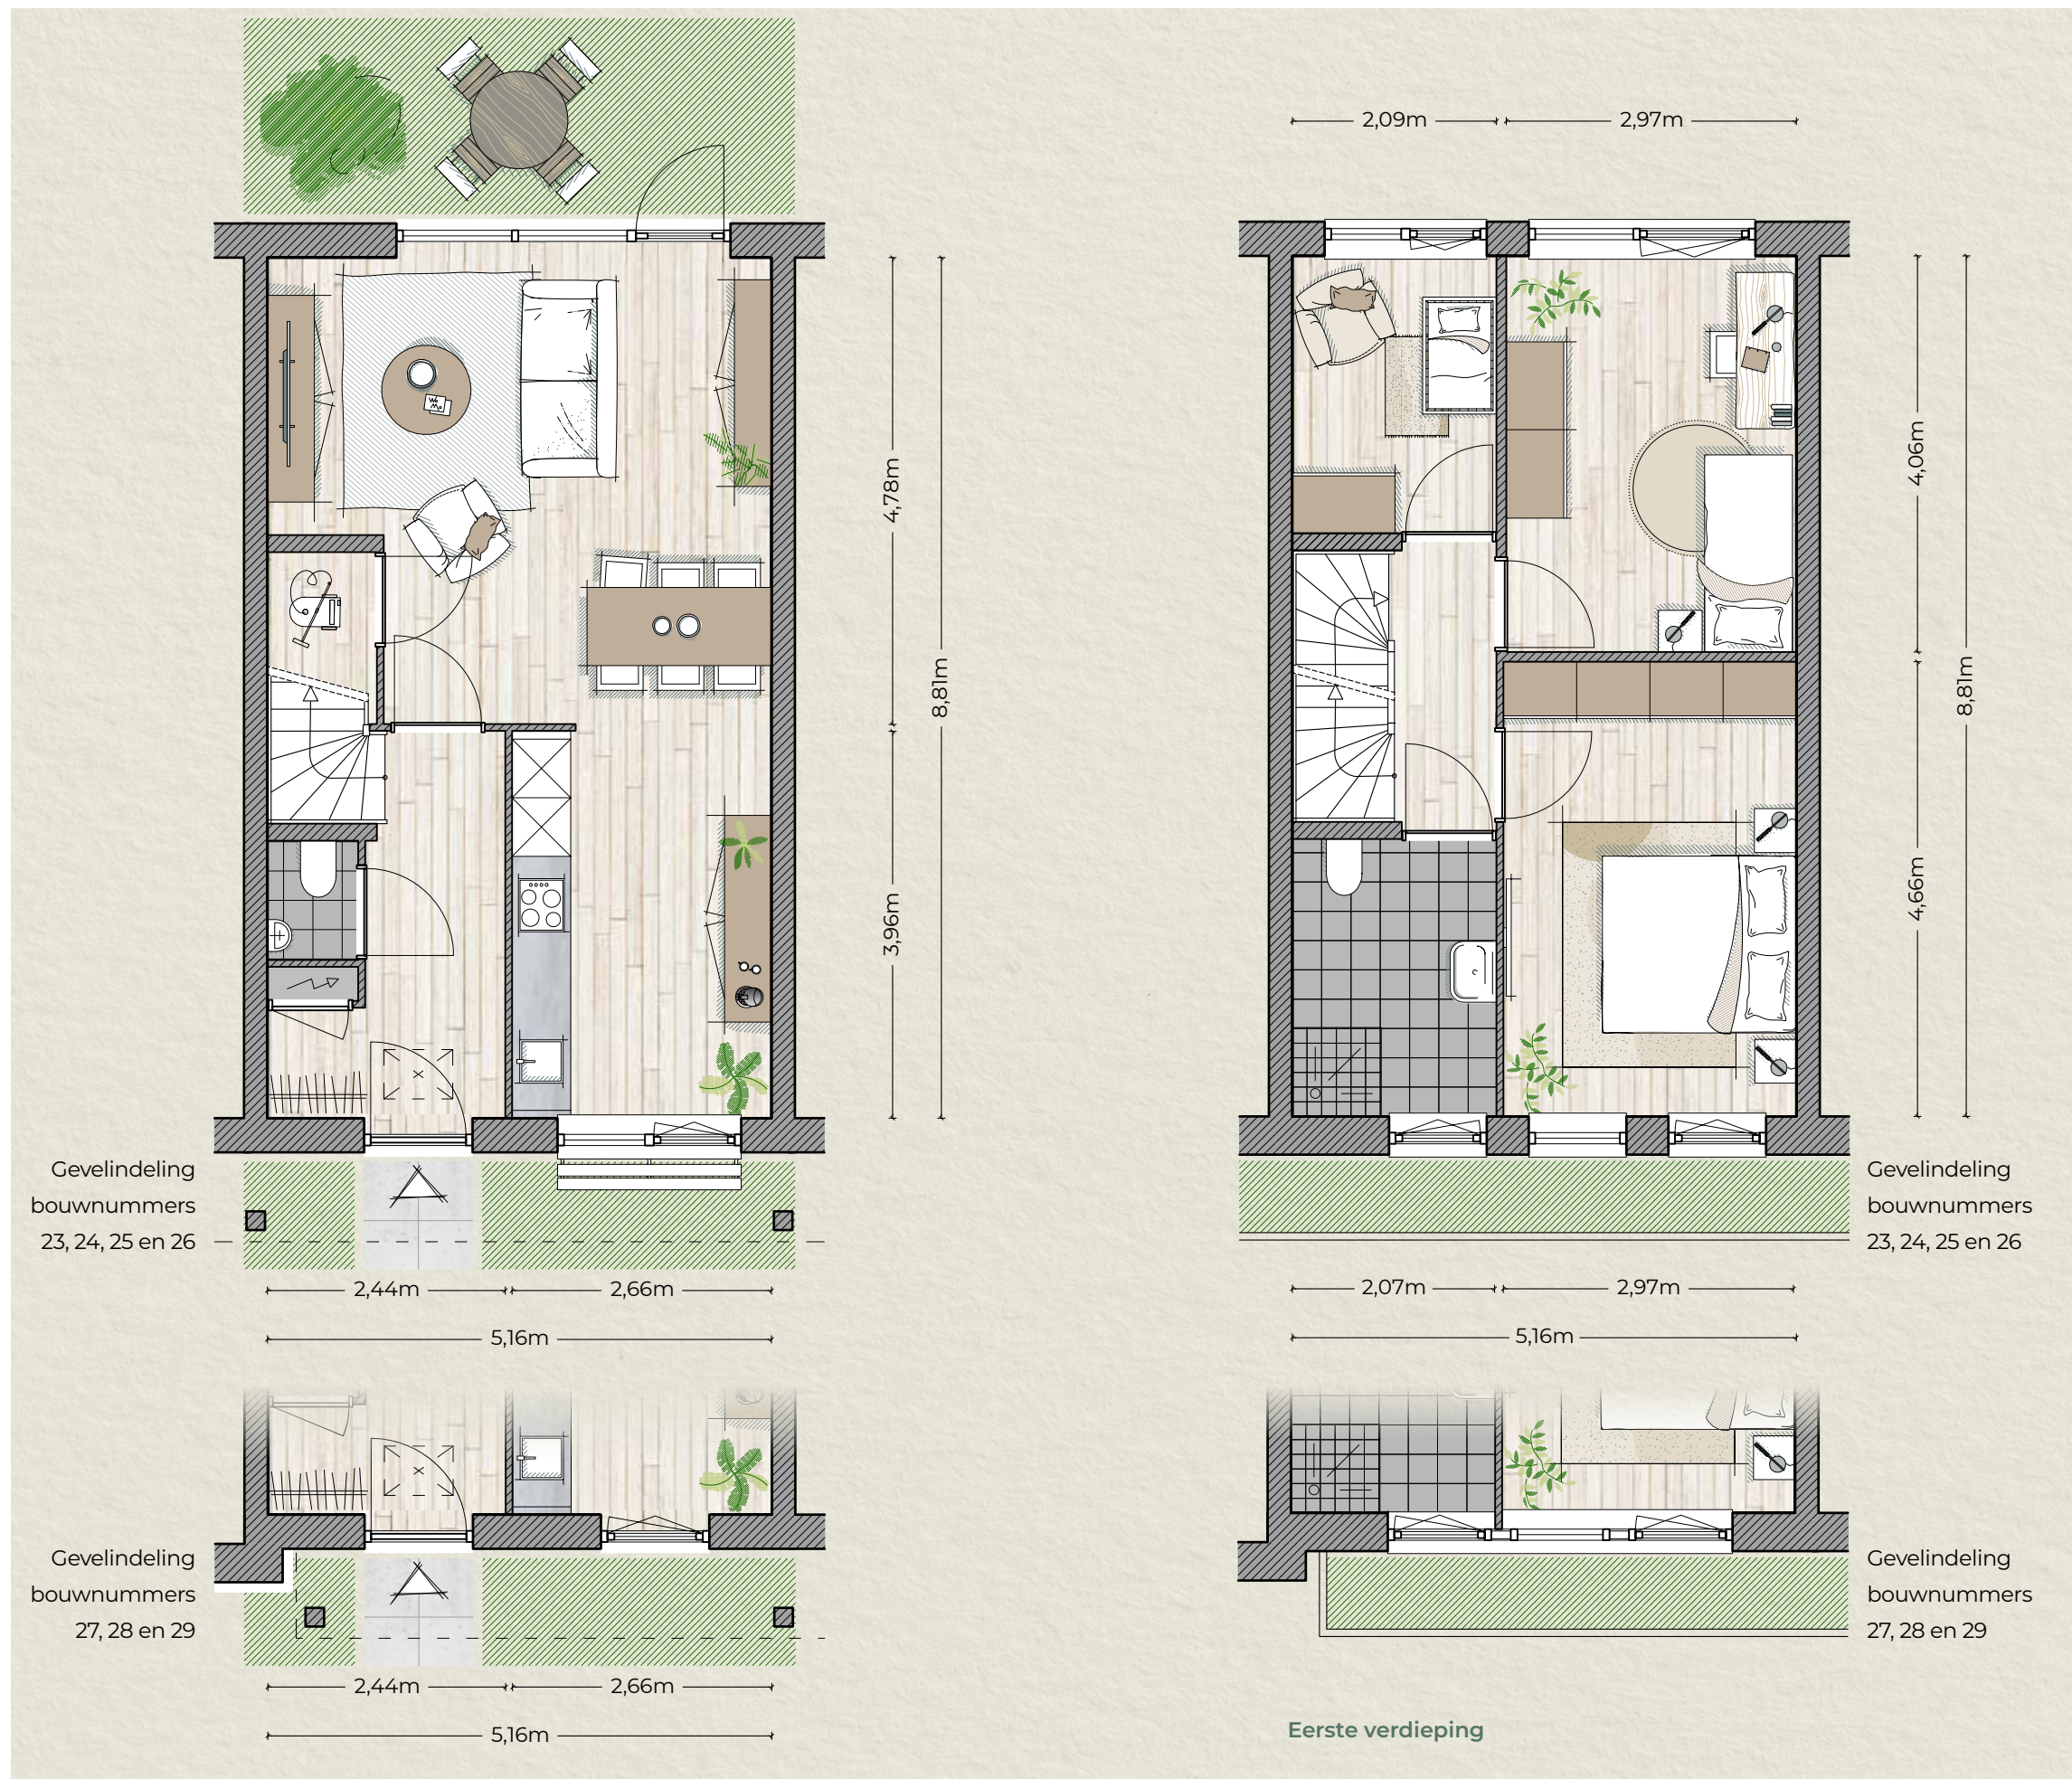 2,09m
2,97m
4,78m
8,81m
3,96m
4,06m
8,81m
4,66m
Gevelindeling
bouwnummers
23, 24, 25 en 26
Gevelindeling
bouwnummers
23, 24, 25 en 26
2,44m
2,66m
5,16m
2,07m
2,97m
5,16m
Gevelindeling
bouwnummers
27, 28 en 29
Gevelindeling
bouwnummers
27, 28 en 29
2,44m
2,66m
5,16m
Eerste verdieping